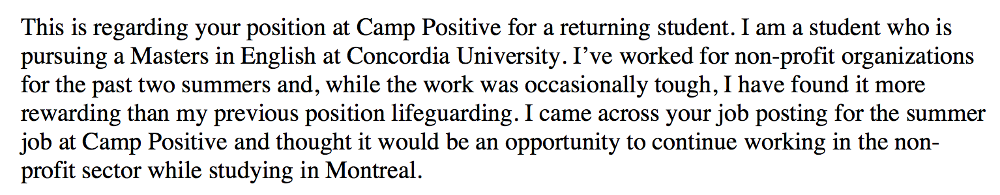 This is regarding your position at Camp Positive for a returning student. I am a student who is
pursuing a Masters in English at Concordia University. I’ve worked for non-profit organizations
for the past two summers and, while the work was occasionally tough, I have found it more
rewarding than my previous position lifeguarding. I came across your job posting for the summer
job at Camp Positive and thought it would be an opportunity to continue working in the non-
profit sector while studying in Montreal.